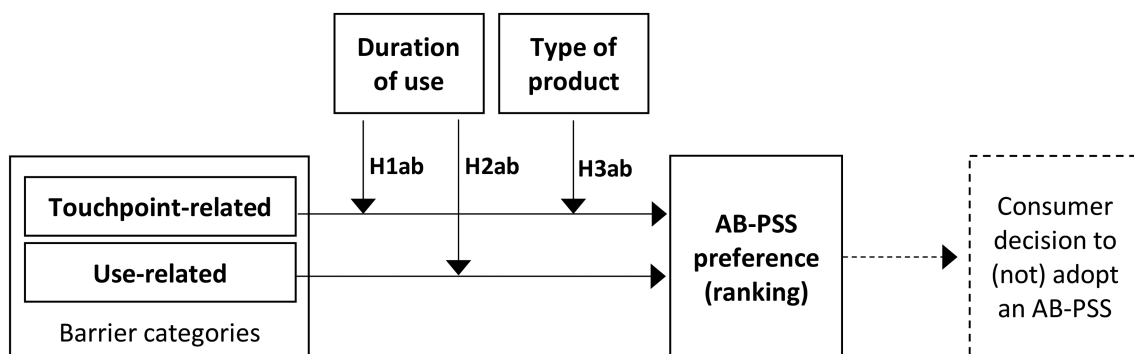 Duration
of use
Type of
product
H1ab
H2ab
H3ab
Touchpoint-related
Use-related
Barrier categories
AB-PSS
preference
(ranking)
Consumer
decision to
(not) adopt
an AB-PSS